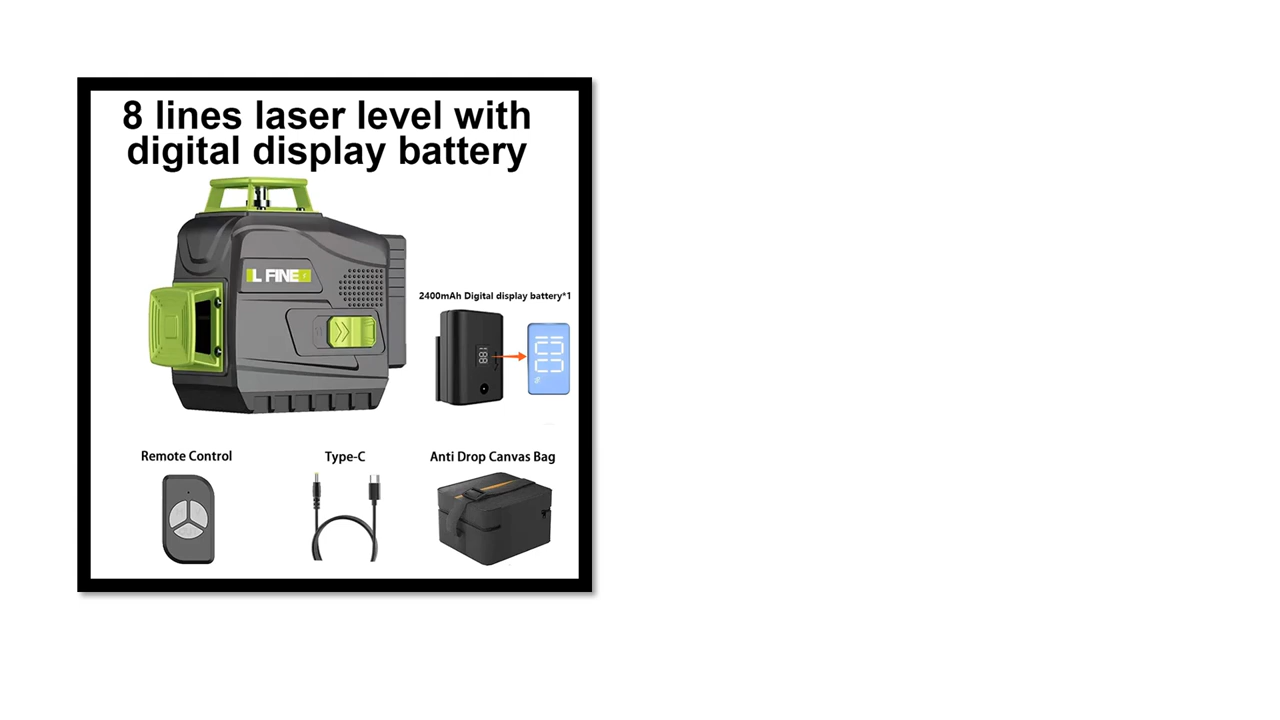 8 lines laser level with
digital display battery
L FINE
2400mAh Digital display battery*1
Remote Control
Type-C
Anti Drop Canvas Bag